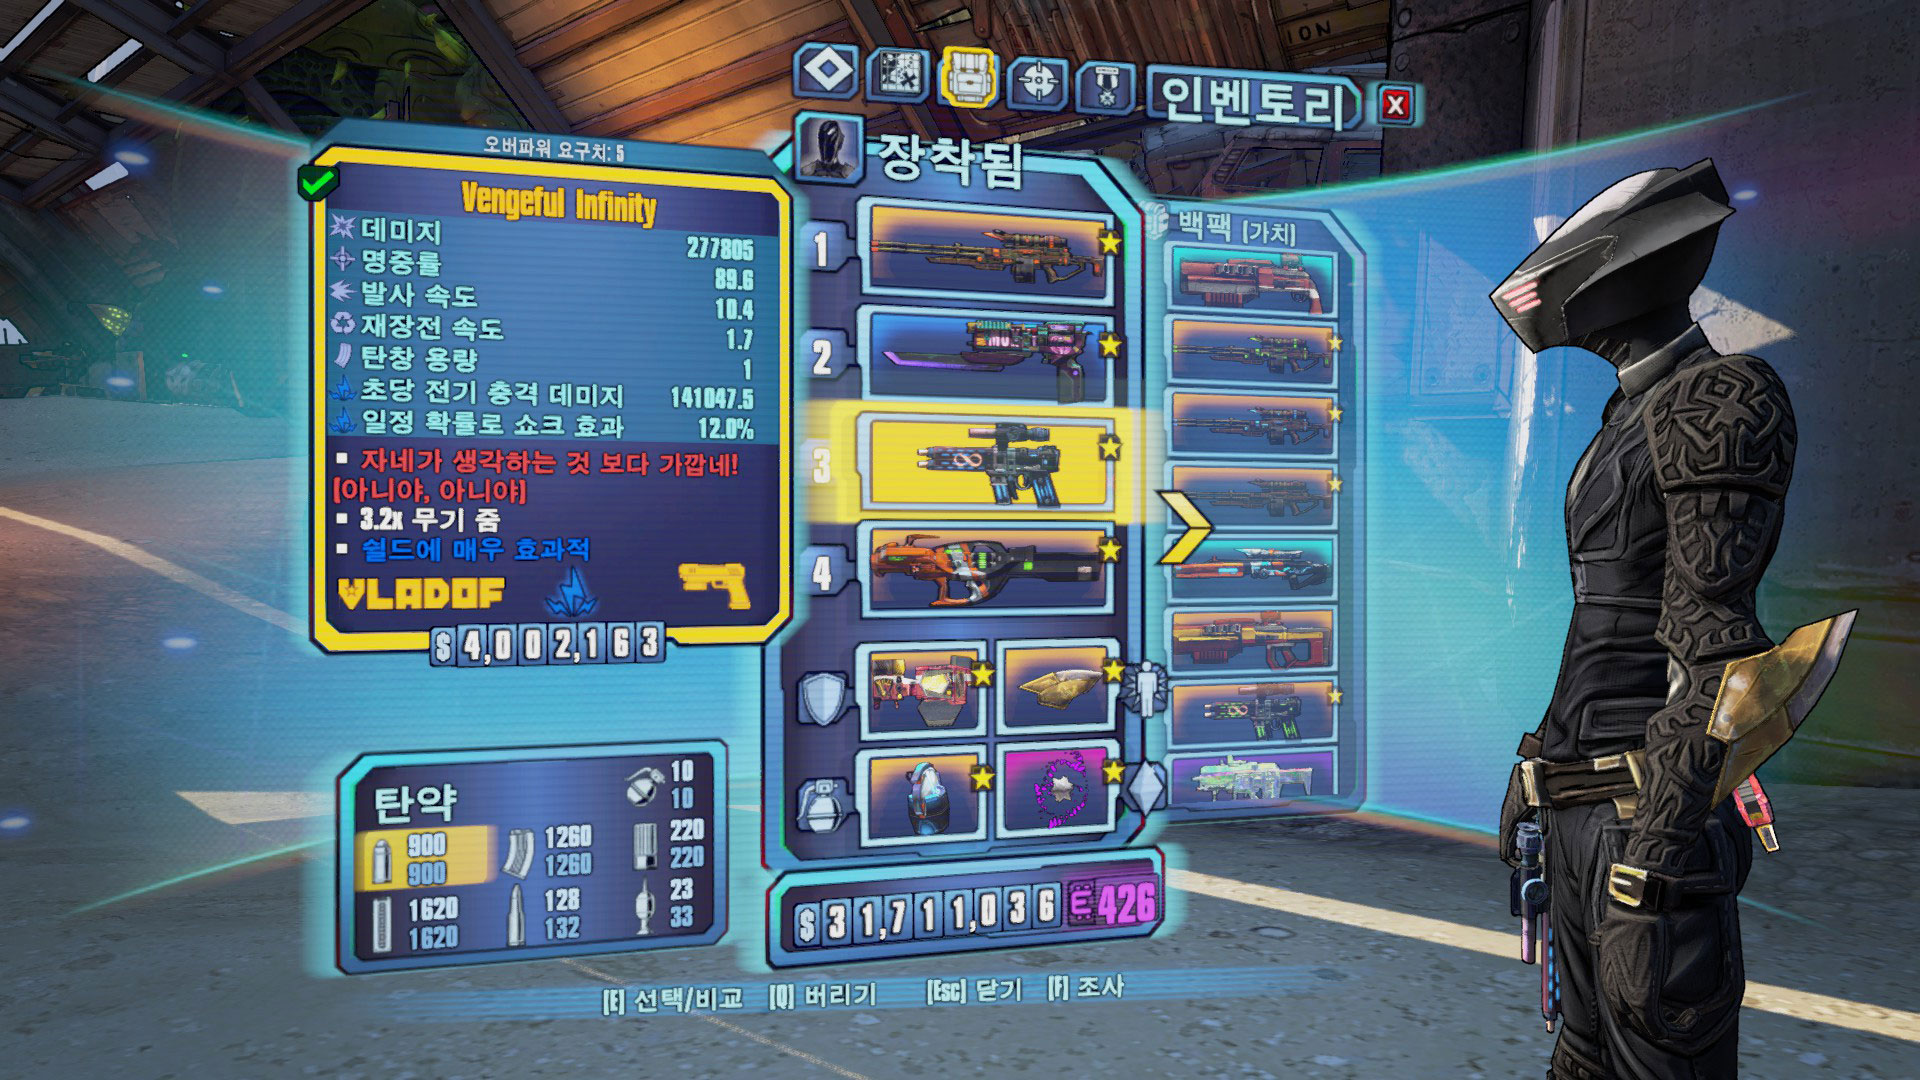 인벤토리
X
오버파워 요구치: 5
Vengeful Infinity
데미지 277805
명중률 89.6
발사 속도 10.4
재장전 속도 1.7
탄창 용량 1
초당 전기 충격 데미지 141047.5
일정 확률로 쇼크 효과 12.0%
자네가 생각하는 것 보다 가깝네!
[아니야, 아니야]
3.2x 무기 줌
쉴드에 매우 효과적
VLADOF
$4,002,163
장착됨
1
2
3
4
백팩 (가치)
탄약
900
900
1620
1620
1260
1260
128
132
10
10
220
220
23
33
$31,711,036
E 426
[E] 선택/비교 [Q] 버리기 [Esc] 닫기 [F] 조사